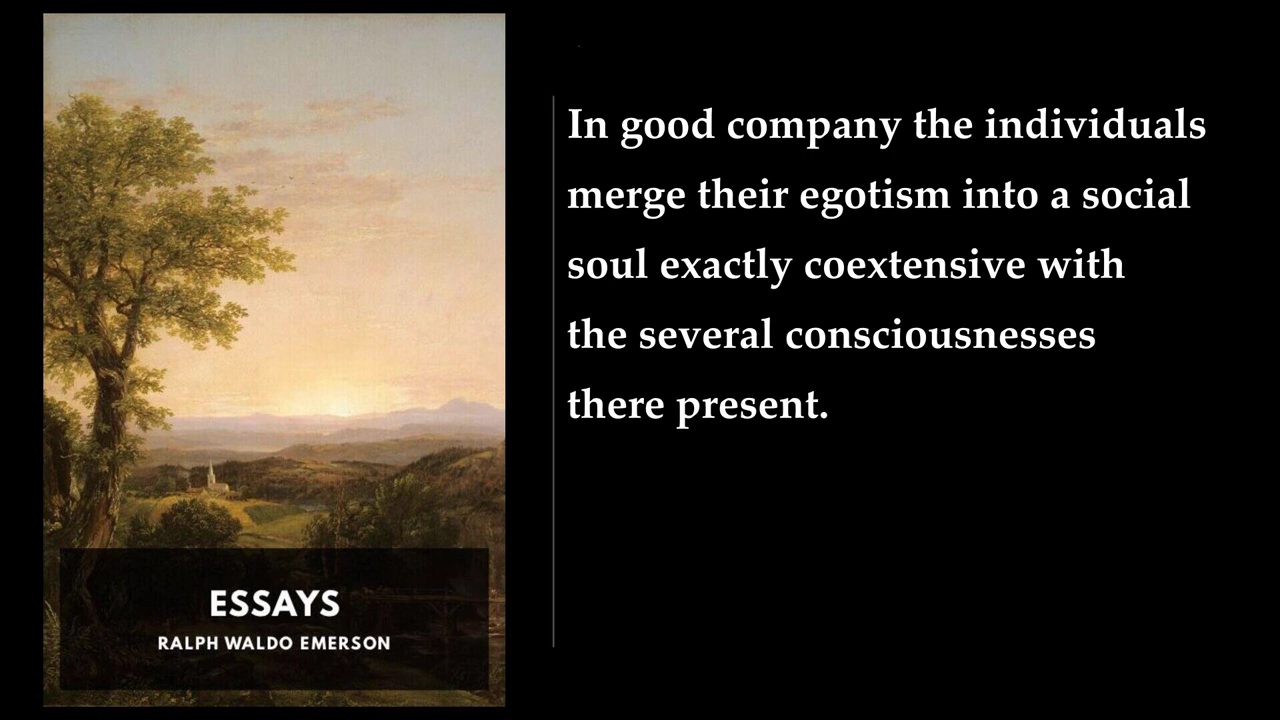 ESSAYS
RALPH WALDO EMERSON
In good company the individuals
merge their egotism into a social
soul exactly coextensive with
the several consciousnesses
there present.